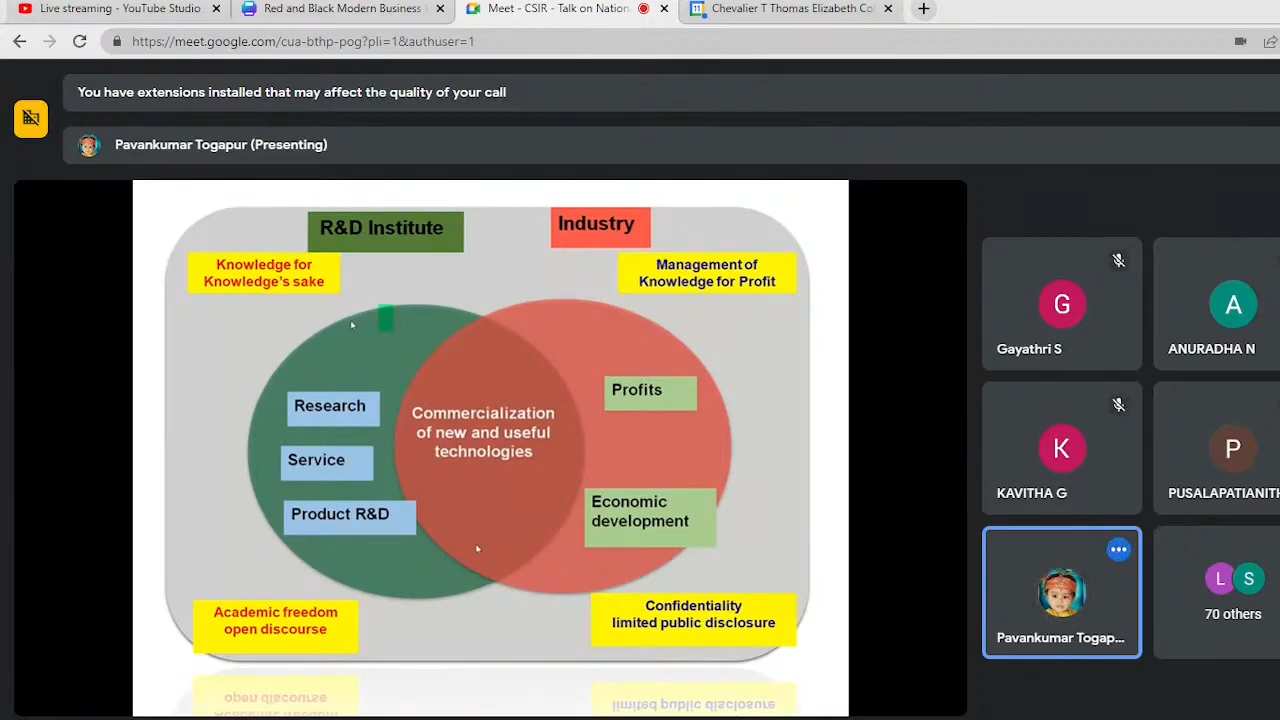 Live streaming - YouTube Studio
Red and Black Modern Business
Meet - CSIR - Talk on Nation
Chevalier T Thomas Elizabeth Col
https://meet.google.com/cua-bthp-pog?pli=1&authuser=1
You have extensions installed that may affect the quality of your call
Pavankumar Togapur (Presenting)
R&D Institute
Industry
Knowledge for
Knowledge's sake
Management of
Knowledge for Profit
Research
Service
Product R&D
Commercialization
of new and useful
technologies
Profits
Economic
development
Academic freedom
open discourse
Confidentiality
limited public disclosure
G
Gayathri S
A
ANURADHA N
K
KAVITHA G
P
PUSALAPATIANITH
Pavankumar Togap...
L
S
70 others